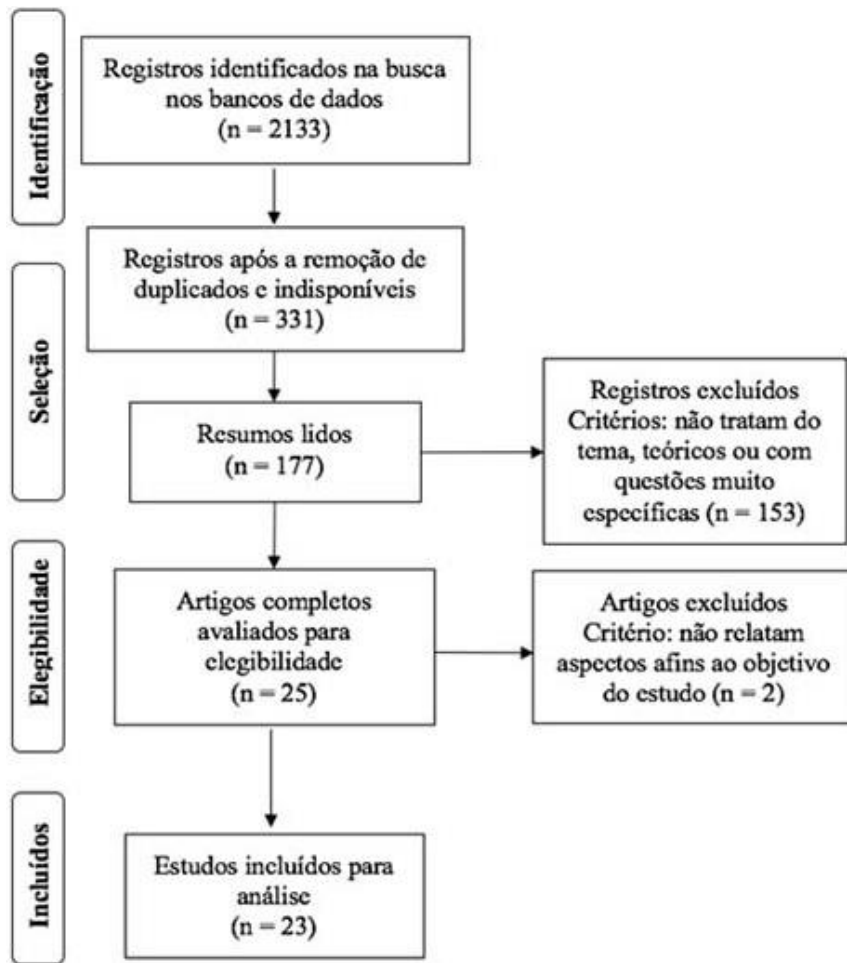 Identificação
Registros identificados na busca
nos bancos de dados
(n = 2133)
Seleção
Registros após a remoção de
duplicados e indisponíveis
(n = 331)
Resumos lidos
(n = 177)
Registros excluídos
Critérios: não tratam do
tema, teóricos ou com
questões muito
específicas (n = 153)
Elegibilidade
Artigos completos
avaliados para
elegibilidade
(n = 25)
Artigos excluídos
Critério: não relatam
aspectos afins ao objetivo
do estudo (n = 2)
Incluídos
Estudos incluídos para
análise
(n = 23)